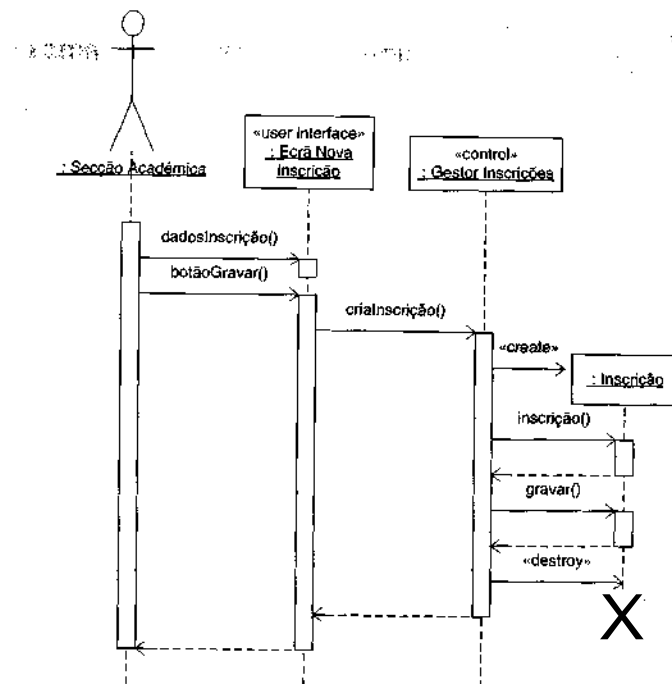 «user interface»
: Ecrã Nova
Inscrição
: Secção Académica
«control»
: Gestor Inscrições
dadosInscrição()
botãoGravar()
criaInscrição()
«create»
: Inscrição
inscrição()
gravar()
«destroy»
X